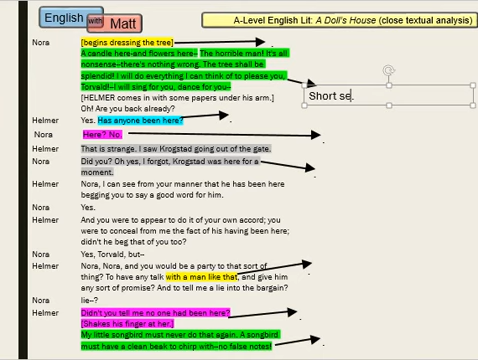 English with Matt
A-Level English Lit: A Doll's House (close textual analysis)
Nora [begins dressing the tree]
A candle here-and flowers here-- The horrible man! It's all
nonsense--there's nothing wrong. The tree shall be
splendid! I will do everything I can think of to please you,
Torvald!--I will sing for you, dance for you--
[HELMER comes in with some papers under his arm.]
Oh! Are you back already?
Short se.
Helmer Yes. Has anyone been here?
Nora Here? No.
Helmer That is strange. I saw Krogstad going out of the gate.
Nora Did you? Oh yes, I forgot, Krogstad was here for a
moment.
Helmer Nora, I can see from your manner that he has been here
begging you to say a good word for him.
Nora Yes.
Helmer And you were to appear to do it of your own accord; you
were to conceal from me the fact of his having been here;
didn't he beg that of you too?
Nora Yes, Torvald, but--
Helmer Nora, Nora, and you would be a party to that sort of
thing? To have any talk with a man like that, and give him
any sort of promise? And to tell me a lie into the bargain?
Nora lie--?
Helmer Didn't you tell me no one had been here?
[Shakes his finger at her.]
My little songbird must never do that again. A songbird
must have a clean beak to chirp with--no false notes!